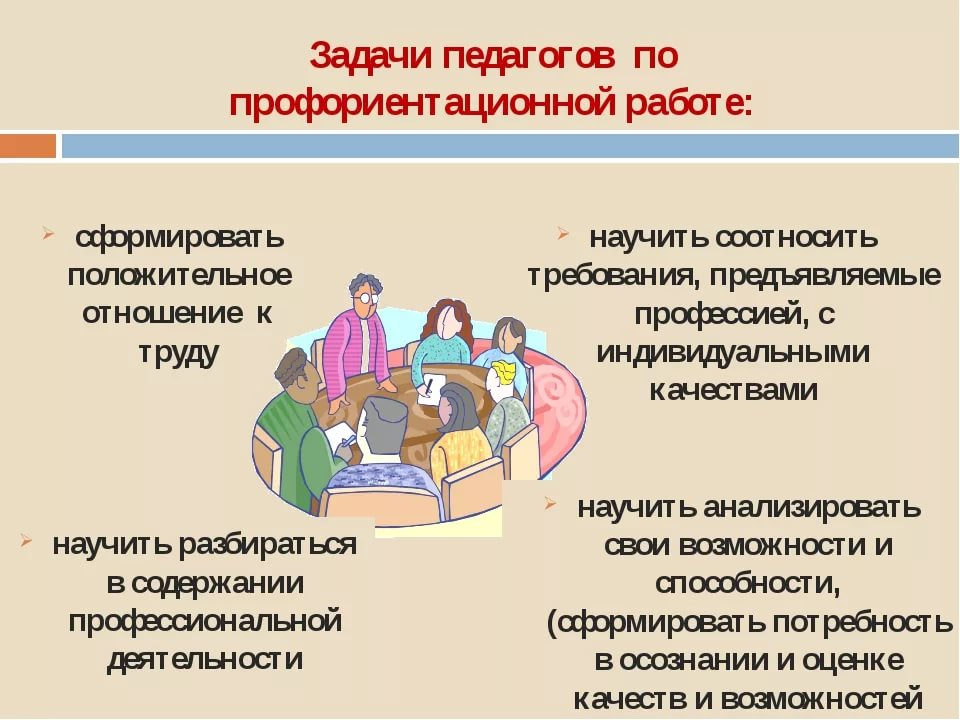 Задачи педагогов по
профориентационной работе:
сформировать
положительное
отношение к
труду
научить соотносить
требования, предъявляемые
профессией, с
индивидуальными
качествами
научить разбираться
в содержании
профессиональной
деятельности
научить анализировать
свои возможности и
способности,
(сформировать потребность
в осознании и оценке
качеств и возможностей